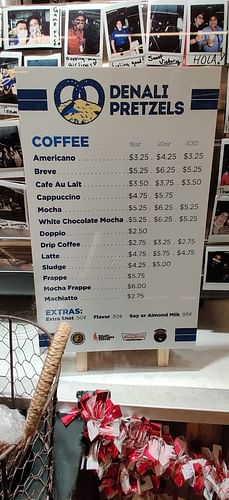 DENALI
PRETZELS
COFFEE 16oz 20oz ICED
Americano $3.25 $4.25 $3.25
Breve $5.25 $6.25 $5.25
Cafe Au Lait $3.50 $3.75 $3.50
Cappuccino $4.75 $5.75
Mocha $5.25 $6.25 $5.25
White Chocolate Mocha $5.25 $6.25 $5.25
Doppio $2.50
Drip Coffee $2.75 $3.25 $2.75
Latte $4.75 $5.75 $4.75
Sludge $4.25 $5.00
Frappe $5.75
Mocha Frappe $6.00
Machiatto $2.75
EXTRAS:
Extra Shot .50¢ Flavor .50¢ Soy or Almond Milk .95¢
HOLA!